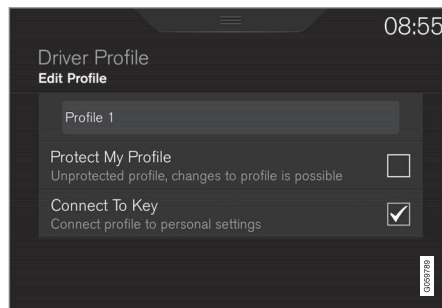 08:55
Driver Profile
Edit Profile
Profile 1
Protect My Profile
Unprotected profile, changes to profile is possible
Connect To Key
Connect profile to personal settings
G059789